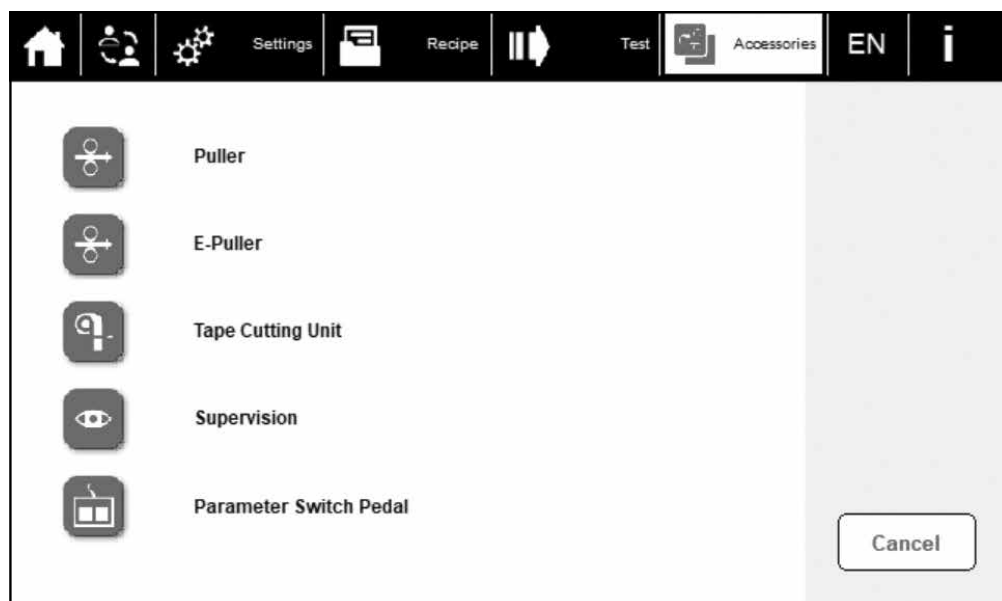 Settings
Recipe
Test
Accessories
EN
i
Puller
E-Puller
Tape Cutting Unit
Supervision
Parameter Switch Pedal
Cancel